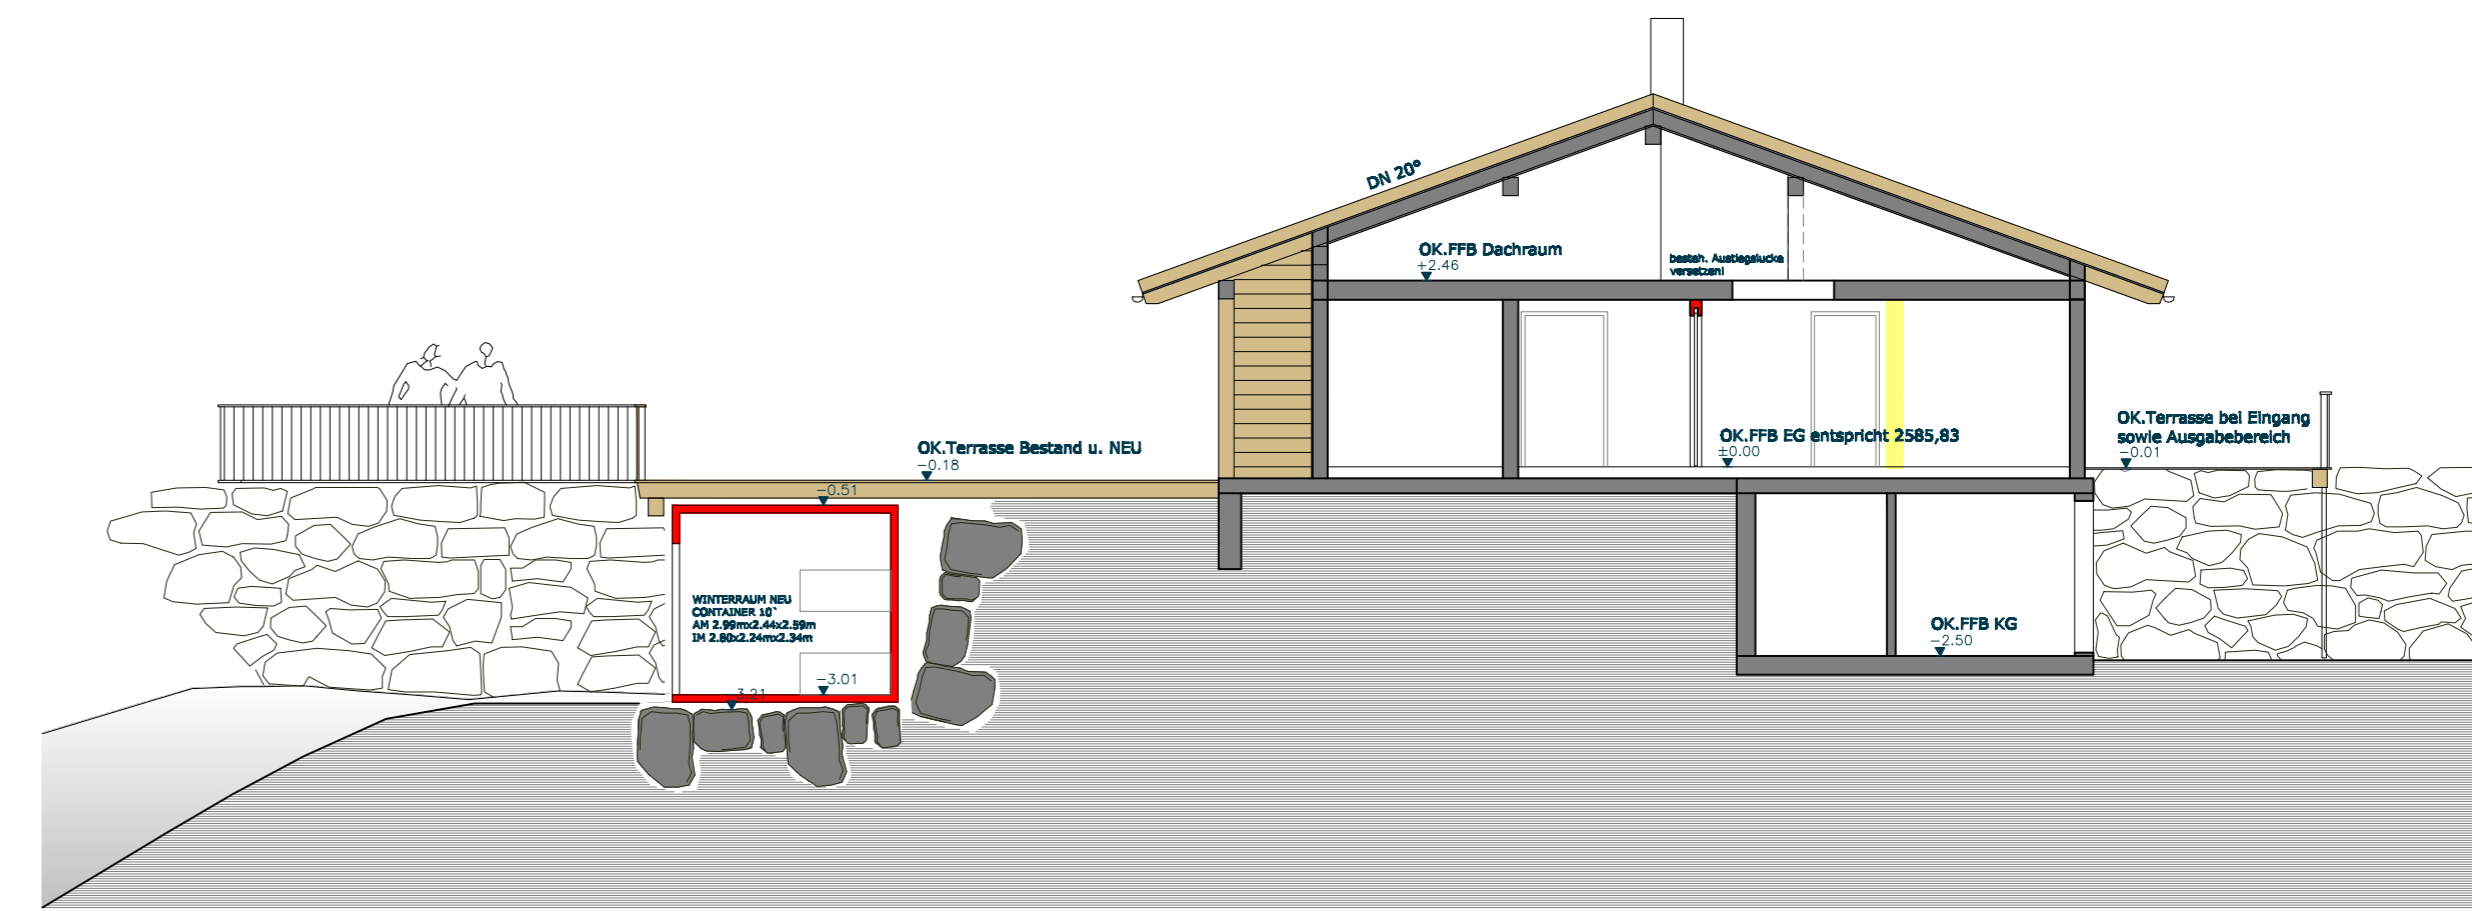 DN 20°
OK.FFB Dachraum
+2.46
besteh. Austiegslucke
versetzen!
OK.Terrasse Bestand u. NEU
-0.18
OK.FFB EG entspricht 2585,83
±0.00
OK.Terrasse bei Eingang
sowie Ausgabebereich
-0.01
-0.51
WINTERRAUM NEU
CONTAINER 10`
AM 2.99mx2.44x2.59m
IM 2.80x2.24mx2.34m
OK.FFB KG
-2.50
-3.01
-3.21